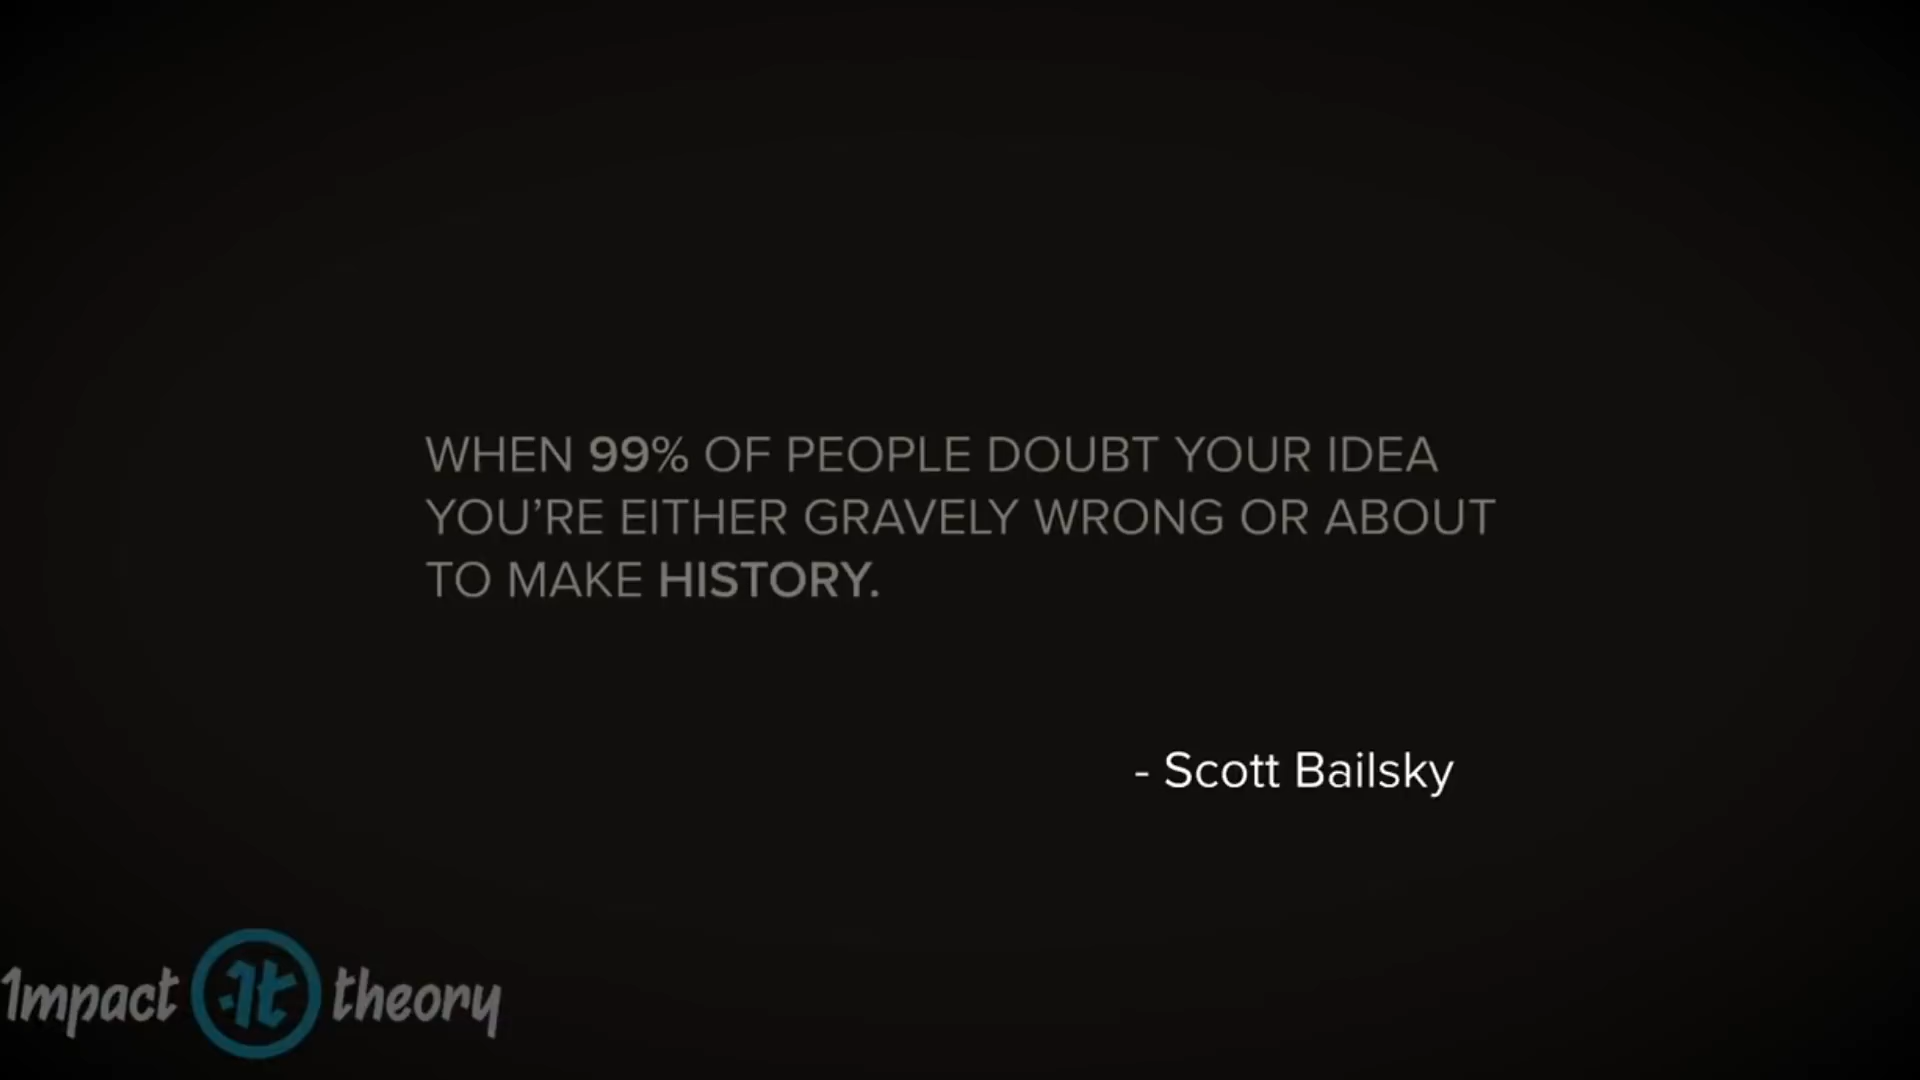 WHEN 99% OF PEOPLE DOUBT YOUR IDEA
YOU’RE EITHER GRAVELY WRONG OR ABOUT
TO MAKE HISTORY.
- Scott Bailsky
Impact it theory